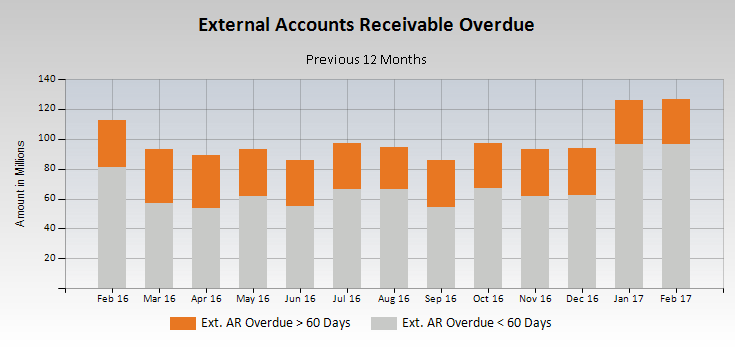 External Accounts Receivable Overdue
Previous 12 Months
Amount in Millions
140
120
100
80
60
40
20
Feb 16 Mar 16 Apr 16 May 16 Jun 16 Jul 16 Aug 16 Sep 16 Oct 16 Nov 16 Dec 16 Jan 17 Feb 17
Ext. AR Overdue > 60 Days Ext. AR Overdue < 60 Days